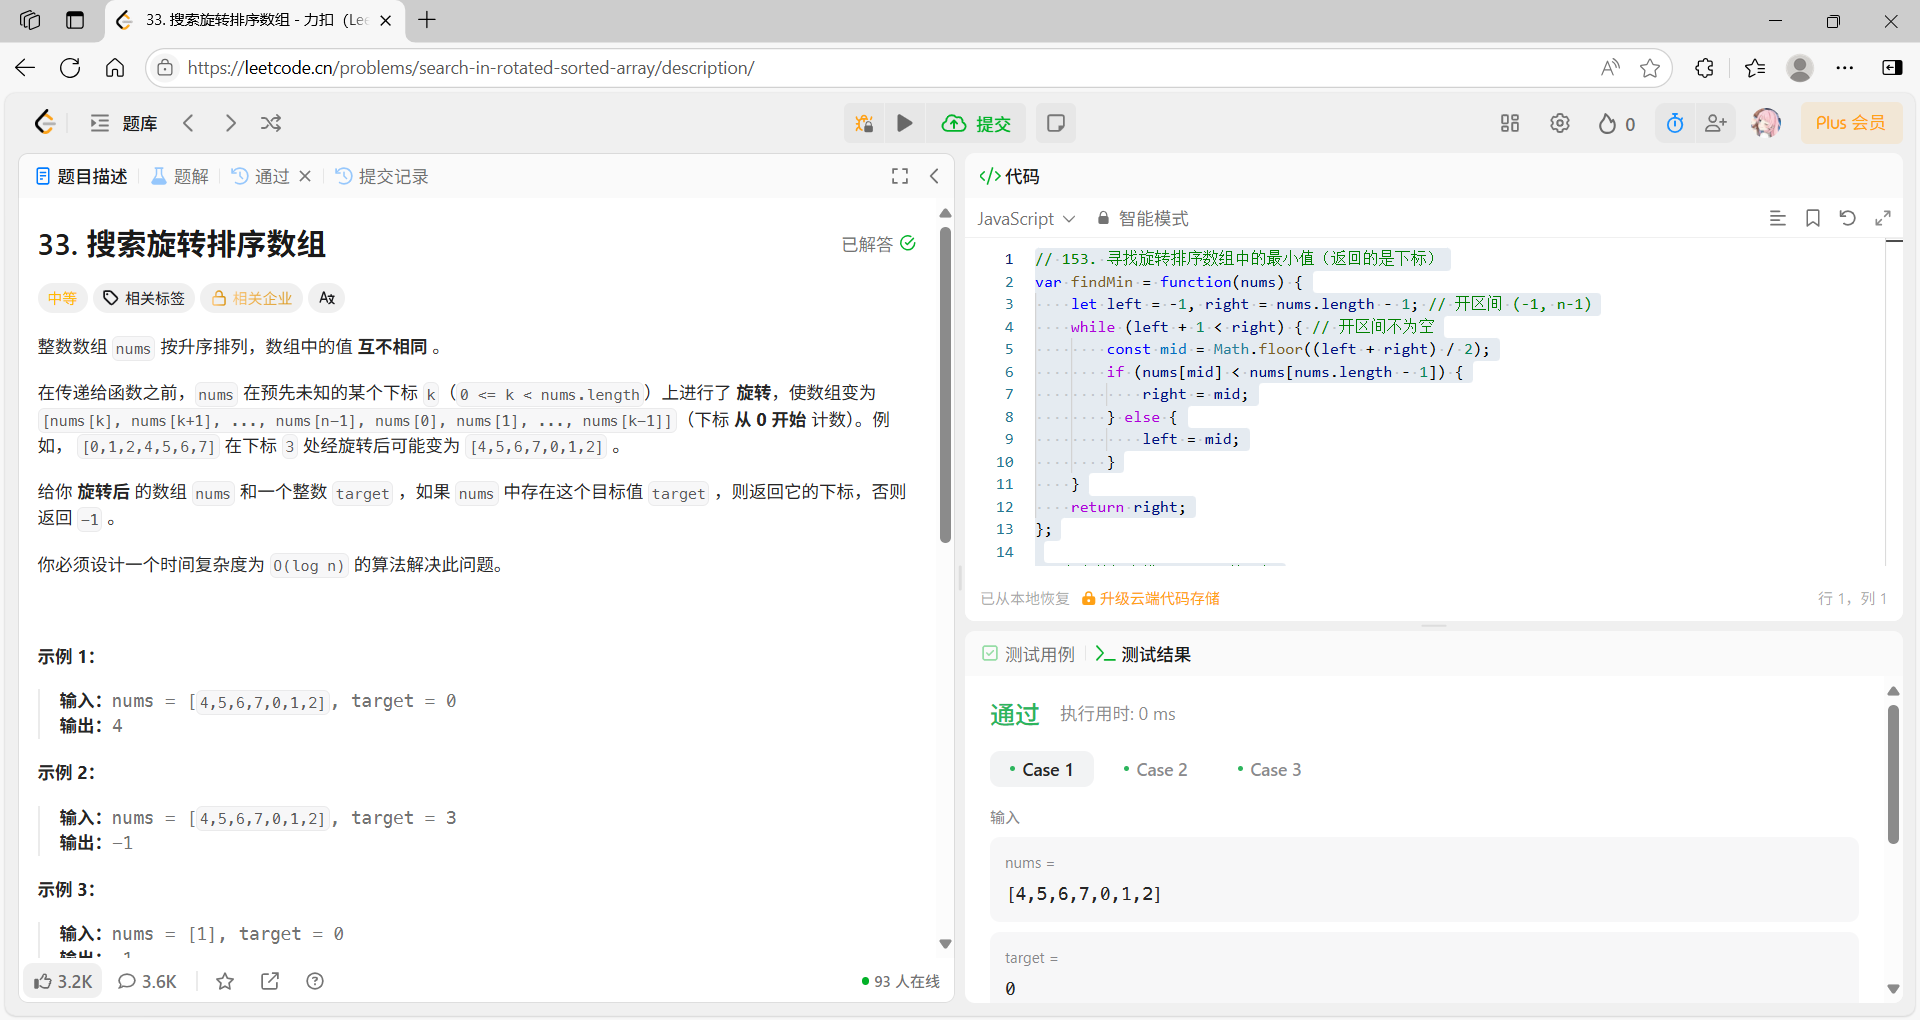 33. 搜索旋转排序数组 - 力扣（Lee
https://leetcode.cn/problems/search-in-rotated-sorted-array/description/
题库
提交
0
Plus 会员
题目描述
题解
通过
提交记录
33. 搜索旋转排序数组
已解答
中等
相关标签
相关企业
整数数组 nums 按升序排列，数组中的值 互不相同 。
在传递给函数之前，nums 在预先未知的某个下标 k（0 <= k < nums.length）上进行了 旋转，使数组变为
[nums[k], nums[k+1], ..., nums[n-1], nums[0], nums[1], ..., nums[k-1]]（下标 从 0 开始 计数）。例
如， [0,1,2,4,5,6,7] 在下标 3 处经旋转后可能变为 [4,5,6,7,0,1,2] 。
给你 旋转后 的数组 nums 和一个整数 target ，如果 nums 中存在这个目标值 target ，则返回它的下标，否则
返回 -1 。
你必须设计一个时间复杂度为 O(log n) 的算法解决此问题。
示例 1：
输入：nums = [4,5,6,7,0,1,2], target = 0
输出：4
示例 2：
输入：nums = [4,5,6,7,0,1,2], target = 3
输出：-1
示例 3：
输入：nums = [1], target = 0
3.2K
3.6K
93 人在线
</> 代码
JavaScript
智能模式
1 // 153. 寻找旋转排序数组中的最小值（返回的是下标）
2 var findMin = function(nums) {
3 let left = -1, right = nums.length - 1; // 开区间 (-1, n-1)
4 while (left + 1 < right) { // 开区间不为空
5 const mid = Math.floor((left + right) / 2);
6 if (nums[mid] < nums[nums.length - 1]) {
7 right = mid;
8 } else {
9 left = mid;
10 }
11 }
12 return right;
13 };
14
已从本地恢复
升级云端代码存储
行 1，列 1
测试用例
测试结果
通过
执行用时: 0 ms
Case 1
Case 2
Case 3
输入
nums =
[4,5,6,7,0,1,2]
target =
0